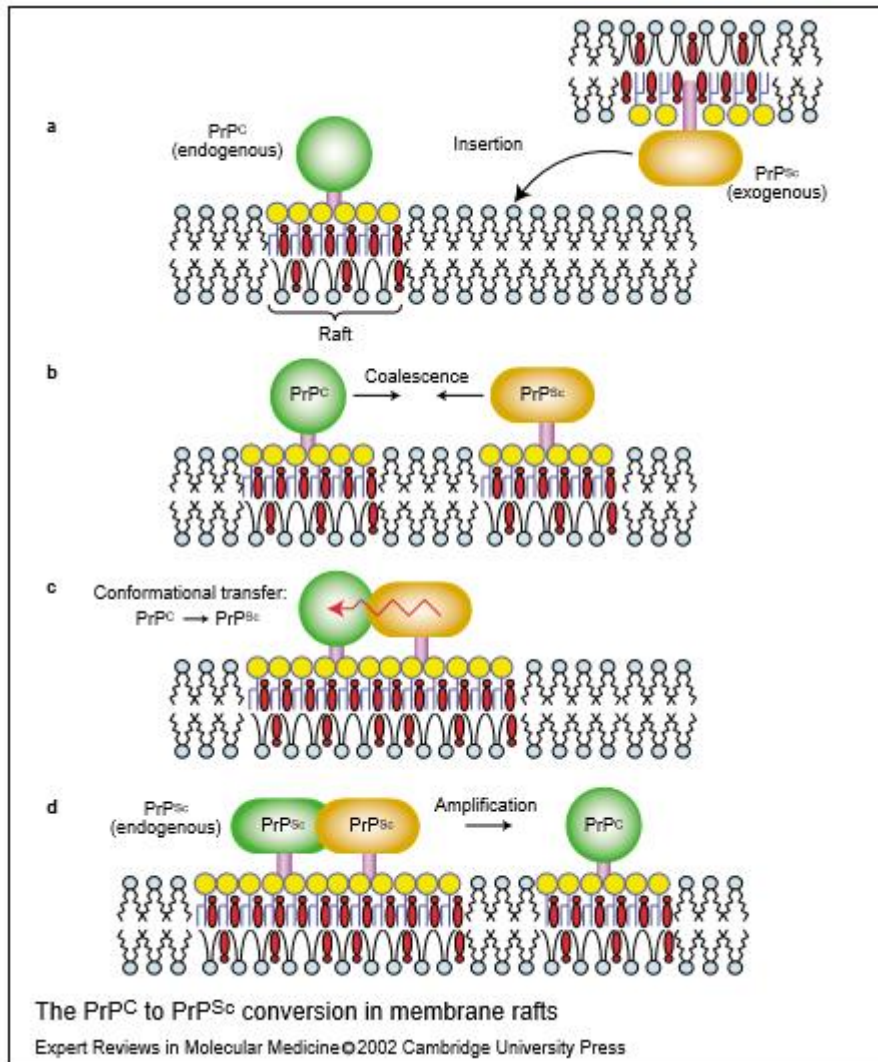 a
PrPC
(endogenous)
Insertion
PrPSc
(exogenous)
Raft
b
PrPC
Coalescence
PrPSc
c
Conformational transfer:
PrPC → PrPSc
d
PrPSc
(endogenous)
PrPSc
PrPSc
Amplification
PrPC
The PrPC to PrPSc conversion in membrane rafts
Expert Reviews in Molecular Medicine©2002 Cambridge University Press